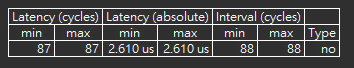 Latency (cycles) Latency (absolute) Interval (cycles)
min max min max min max Type
87 87 2.610 us 2.610 us 88 88 no